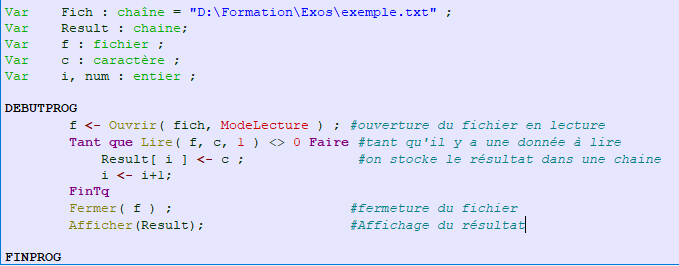 Var Fich : chaîne = "D:\Formation\Exos\exemple.txt" ;
Var Result : chaine;
Var f : fichier ;
Var c : caractère ;
Var i, num : entier ;
DEBUTPROG
f <- Ouvrir( fich, ModeLecture ) ; #ouverture du fichier en lecture
Tant que Lire( f, c, 1 ) <> 0 Faire #tant qu'il y a une donnée à lire
Result[ i ] <- c ; #on stocke le résultat dans une chaine
i <- i+1;
FinTq
Fermer( f ) ; #fermeture du fichier
Afficher(Result); #Affichage du résultat
FINPROG